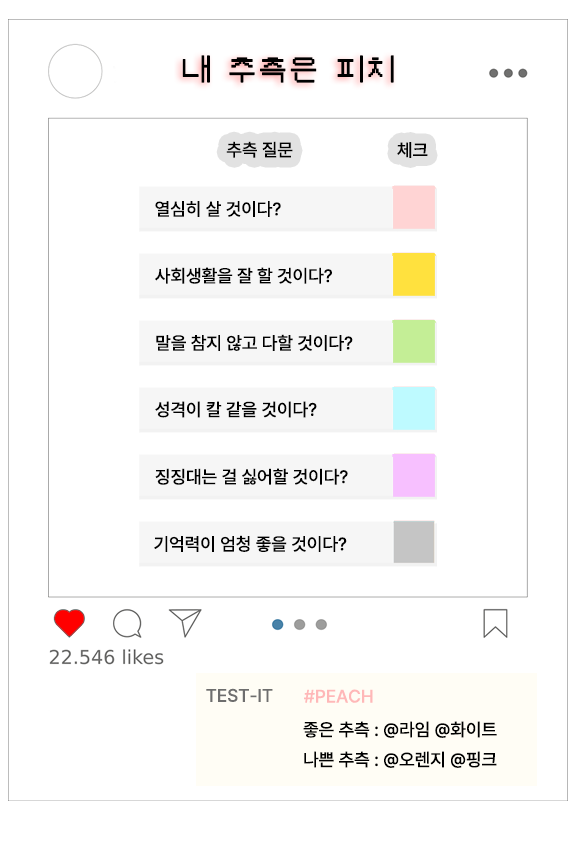 내 추측은 피치
추측 질문 체크
열심히 살 것이다?
사회생활을 잘 할 것이다?
말을 참지 않고 다할 것이다?
성격이 칼 같을 것이다?
징징대는 걸 싫어할 것이다?
기억력이 엄청 좋을 것이다?
22.546 likes
TEST-IT #PEACH
좋은 추측 : @라임 @화이트
나쁜 추측 : @오렌지 @핑크